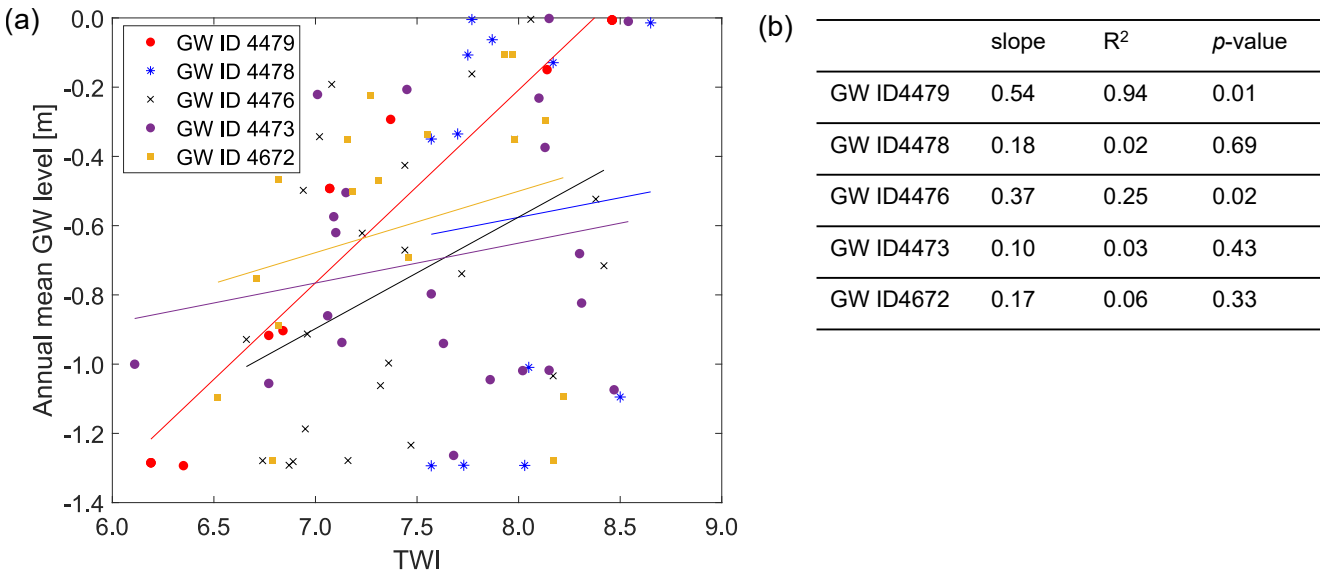 (a)
GW ID 4479
GW ID 4478
GW ID 4476
GW ID 4473
GW ID 4672
0.0
-0.2
-0.4
-0.6
-0.8
-1.0
-1.2
-1.4
Annual mean GW level [m]
6.0 6.5 7.0 7.5 8.0 8.5 9.0
TWI
(b)
slope R² p-value
GW ID4479 0.54 0.94 0.01
GW ID4478 0.18 0.02 0.69
GW ID4476 0.37 0.25 0.02
GW ID4473 0.10 0.03 0.43
GW ID4672 0.17 0.06 0.33